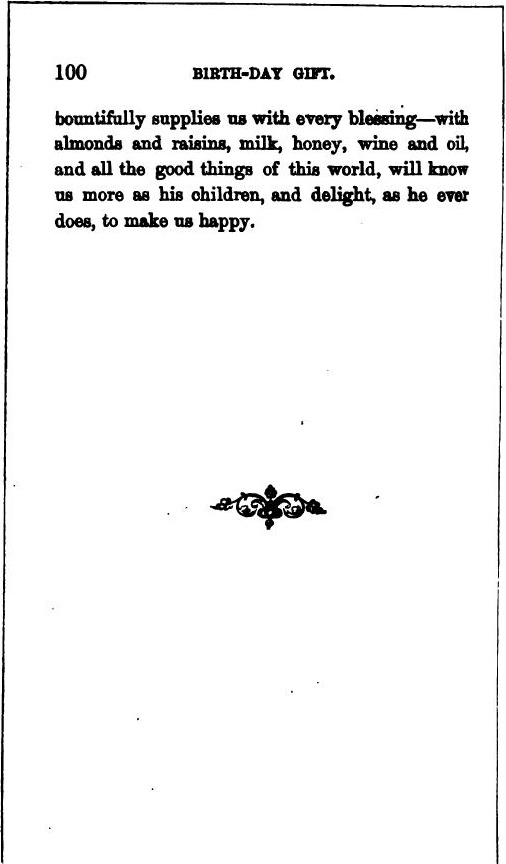 100 BIRTH-DAY GIFT.
bountifully supplies us with every blessing—with
almonds and raisins, milk, honey, wine and oil,
and all the good things of this world, will know
us more as his children, and delight, as he ever
does, to make us happy.